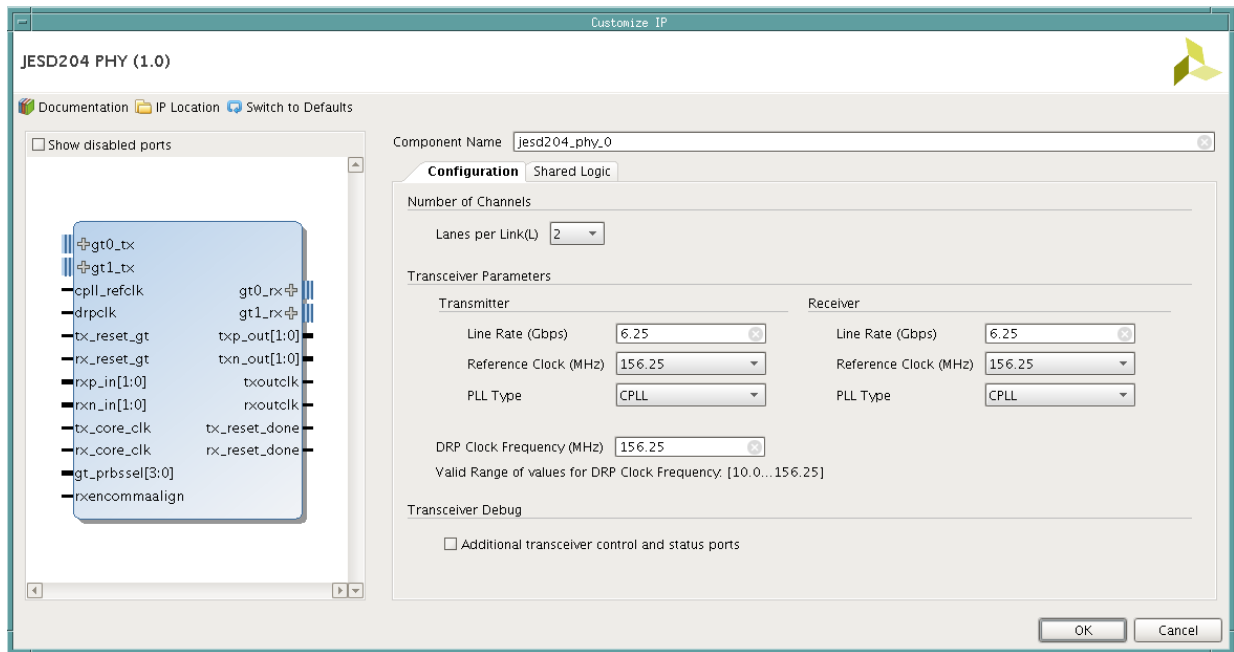 Customize IP
JESD204 PHY (1.0)
Documentation IP Location Switch to Defaults
Show disabled ports
gt0_tx
gt1_tx
cpll_refclk
drpclk
tx_reset_gt
rx_reset_gt
rxp_in[1:0]
rxn_in[1:0]
tx_core_clk
rx_core_clk
gt_prbssel[3:0]
rxencommaalign
gt0_rx
gt1_rx
txp_out[1:0]
txn_out[1:0]
txoutclk
rxoutclk
tx_reset_done
rx_reset_done
Component Name jesd204_phy_0
Configuration Shared Logic
Number of Channels
Lanes per Link(L) 2
Transceiver Parameters
Transmitter
Line Rate (Gbps) 6.25
Reference Clock (MHz) 156.25
PLL Type CPLL
Receiver
Line Rate (Gbps) 6.25
Reference Clock (MHz) 156.25
PLL Type CPLL
DRP Clock Frequency (MHz) 156.25
Valid Range of values for DRP Clock Frequency: [10.0...156.25]
Transceiver Debug
Additional transceiver control and status ports
OK Cancel